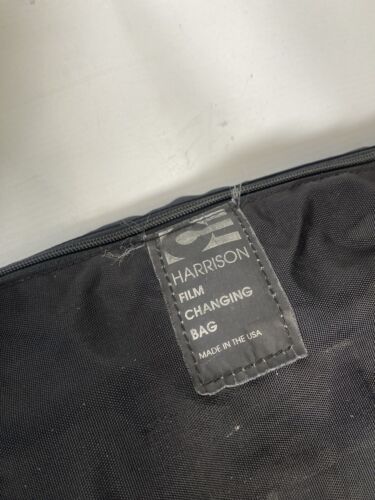 HARRISON
FILM
CHANGING
BAG
MADE IN THE USA